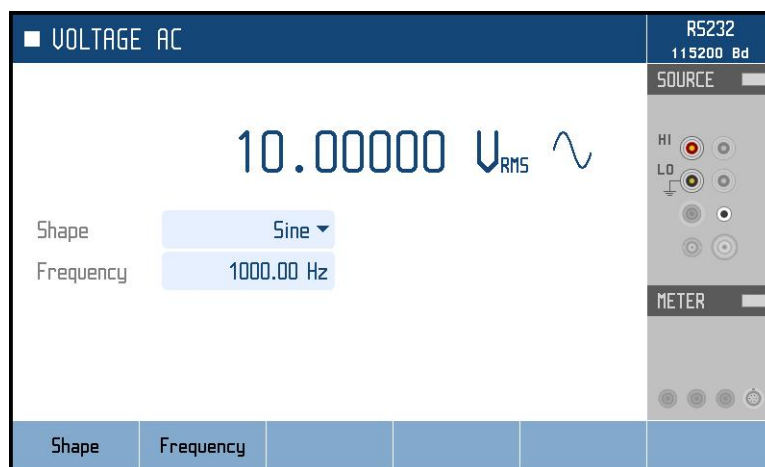 VOLTAGE AC
RS232
115200 Bd
SOURCE
10.00000 VRMS
HI
LO
Shape Sine
Frequency 1000.00 Hz
METER
Shape Frequency